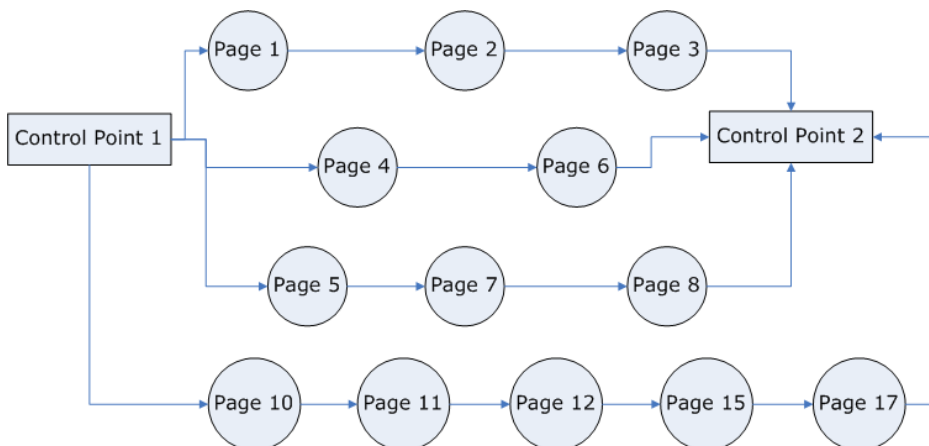 Page 1
Page 2
Page 3
Control Point 1
Control Point 2
Page 4
Page 6
Page 5
Page 7
Page 8
Page 10
Page 11
Page 12
Page 15
Page 17